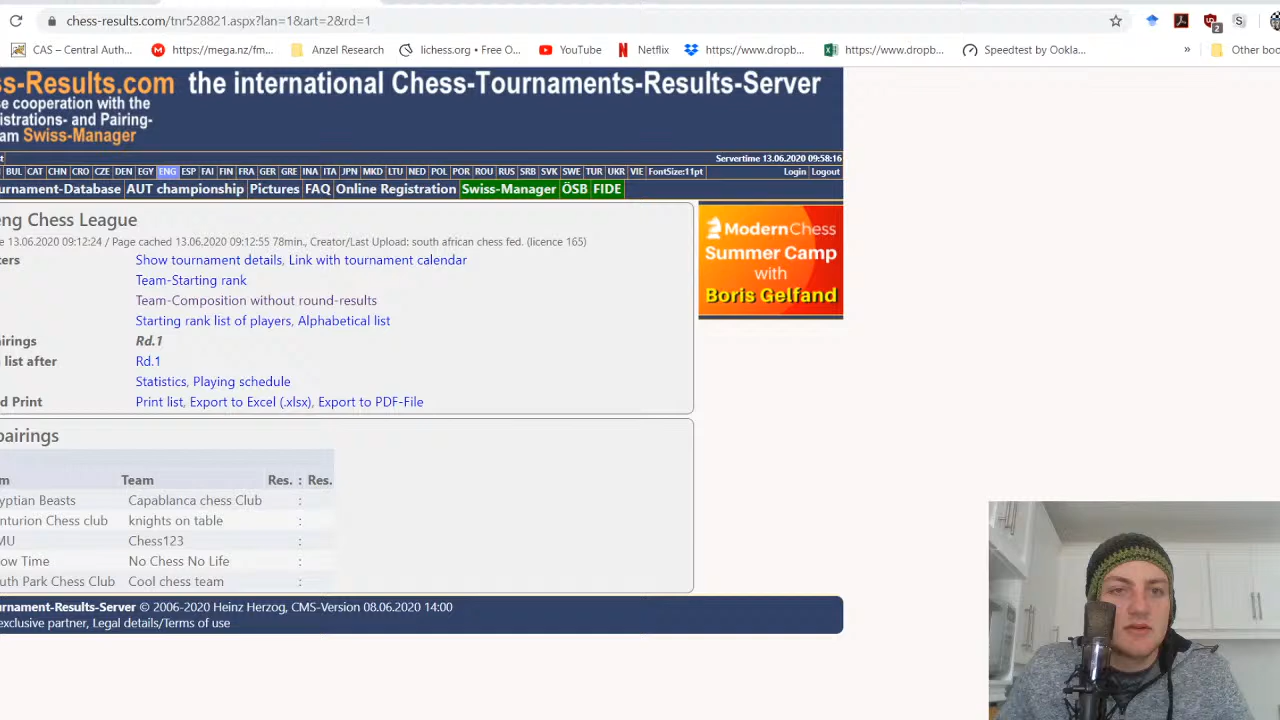 chess-results.com/tnr528821.aspx?lan=1&art=2&rd=1
2
S
CAS – Central Auth...
https://mega.nz/fm...
Anzel Research
lichess.org • Free O...
YouTube
Netflix
https://www.dropb...
https://www.dropb...
Speedtest by Ookla...
»
Other boo
ss-Results.com the international Chess-Tournaments-Results-Server
se cooperation with the
istrations- and Pairing-
am Swiss-Manager
st
Servertime 13.06.2020 09:58:16
BUL CAT CHN CRO CZE DEN EGY ENG ESP FAI FIN FRA GER GRE INA ITA JPN MKD LTU NED POL POR ROU RUS SRB SVK SWE TUR UKR VIE FontSize:11pt
Login Logout
urnament-Database AUT championship Pictures FAQ Online Registration Swiss-Manager ÖSB FIDE
eng Chess League
e 13.06.2020 09:12:24 / Page cached 13.06.2020 09:12:55 78min., Creator/Last Upload: south african chess fed. (licence 165)
ters
Show tournament details, Link with tournament calendar
Team-Starting rank
Team-Composition without round-results
Starting rank list of players, Alphabetical list
irings
Rd.1
list after
Rd.1
Statistics, Playing schedule
d Print
Print list, Export to Excel (.xlsx), Export to PDF-File
ModernChess
Summer Camp
with
Boris Gelfand
pairings
m Team Res. : Res.
yptian Beasts Capablanca chess Club :
nturion Chess club knights on table :
MU Chess123 :
ow Time No Chess No Life :
uth Park Chess Club Cool chess team :
urnament-Results-Server © 2006-2020 Heinz Herzog, CMS-Version 08.06.2020 14:00
exclusive partner, Legal details/Terms of use